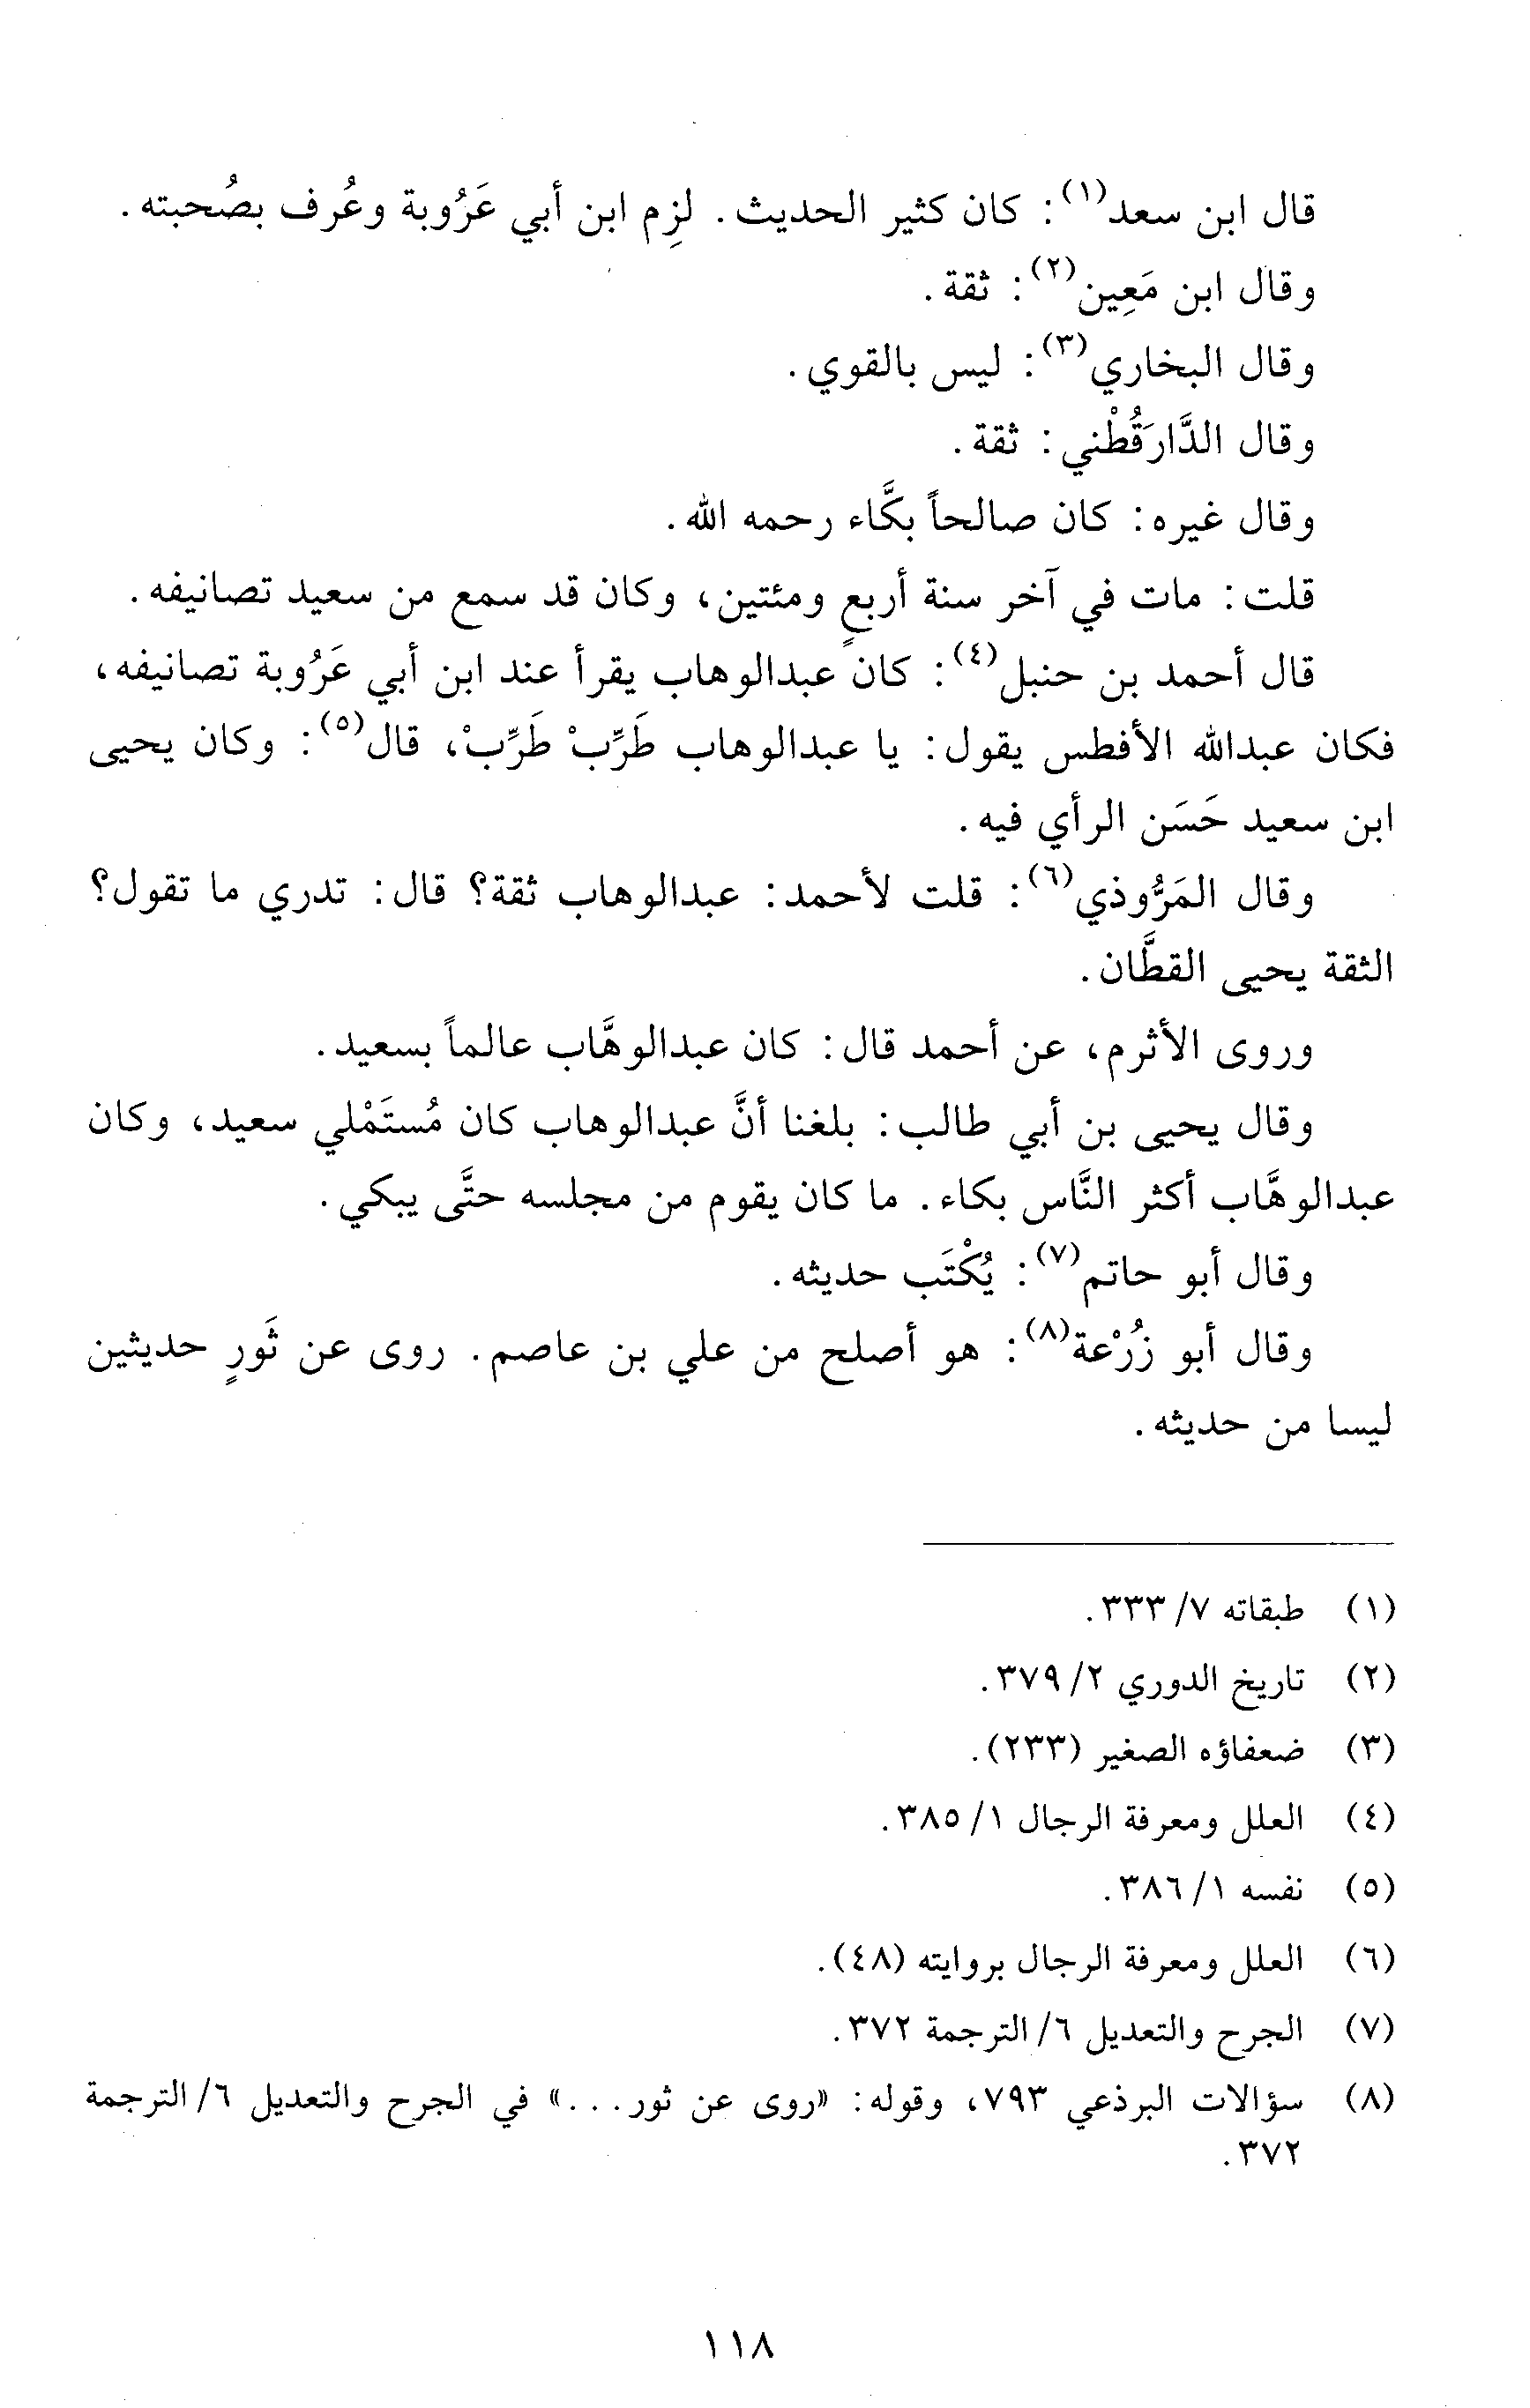 قال ابن سعد(١): كان كثير الحديث. لزِم ابن أبي عَرُوبة وعُرف بصُحبته.
وقال ابن مَعِين(٢): ثقة.
وقال البخاري(٣): ليس بالقوي.
وقال الدَّارَقُطْني: ثقة.
وقال غيره: كان صالحاً بكَّاء رحمه الله.
قلت: مات في آخر سنة أربعٍ ومئتين، وكان قد سمع من سعيد تصانيفه.
قال أحمد بن حنبل(٤): كان عبدالوهاب يقرأ عند ابن أبي عَرُوبة تصانيفه،
فكان عبدالله الأفطس يقول: يا عبدالوهاب طَرِّبْ طَرِّبْ، قال(٥): وكان يحيى
ابن سعيد حَسَن الرأي فيه.
وقال المَرُّوذي(٦): قلت لأحمد: عبدالوهاب ثقة؟ قال: تدري ما تقول؟
الثقة يحيى القطَّان.
وروى الأثرم، عن أحمد قال: كان عبدالوهَّاب عالماً بسعيد.
وقال يحيى بن أبي طالب: بلغنا أنَّ عبدالوهاب كان مُستَمْلي سعيد، وكان
عبدالوهَّاب أكثر النَّاس بكاء. ما كان يقوم من مجلسه حتَّى يبكي.
وقال أبو حاتم(٧): يُكْتَب حديثه.
وقال أبو زُرْعة(٨): هو أصلح من علي بن عاصم. روى عن ثَورٍ حديثين
ليسا من حديثه.
(١) طبقاته ٧/ ٣٣٣.
(٢) تاريخ الدوري ٢/ ٣٧٩.
(٣) ضعفاؤه الصغير (٢٣٣).
(٤) العلل ومعرفة الرجال ١/ ٣٨٥.
(٥) نفسه ١/ ٣٨٦.
(٦) العلل ومعرفة الرجال بروايته (٤٨).
(٧) الجرح والتعديل ٦/ الترجمة ٣٧٢.
(٨) سؤالات البرذعي ٧٩٣، وقوله: «روى عن ثور...» في الجرح والتعديل ٦/ الترجمة
٣٧٢.
١١٨